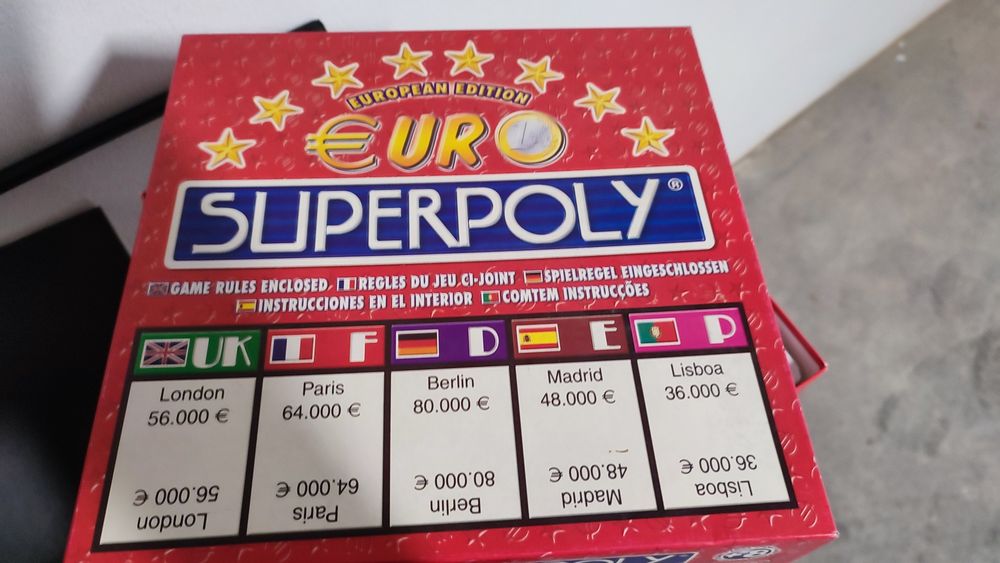 EUROPEAN EDITION
€URO
SUPERPOLY®
GAME RULES ENCLOSED REGLES DU JEU CI-JOINT SPIELREGEL EINGESCHLOSSEN
INSTRUCCIONES EN EL INTERIOR COMTEM INSTRUCÇÕES
UK F D E P
London Paris Berlin Madrid Lisboa
56.000 € 64.000 € 80.000 € 48.000 € 36.000 €
56.000 € 64.000 € 80.000 € 48.000 € 36.000 €
London Paris Berlin Madrid Lisboa
SUPERPOLY